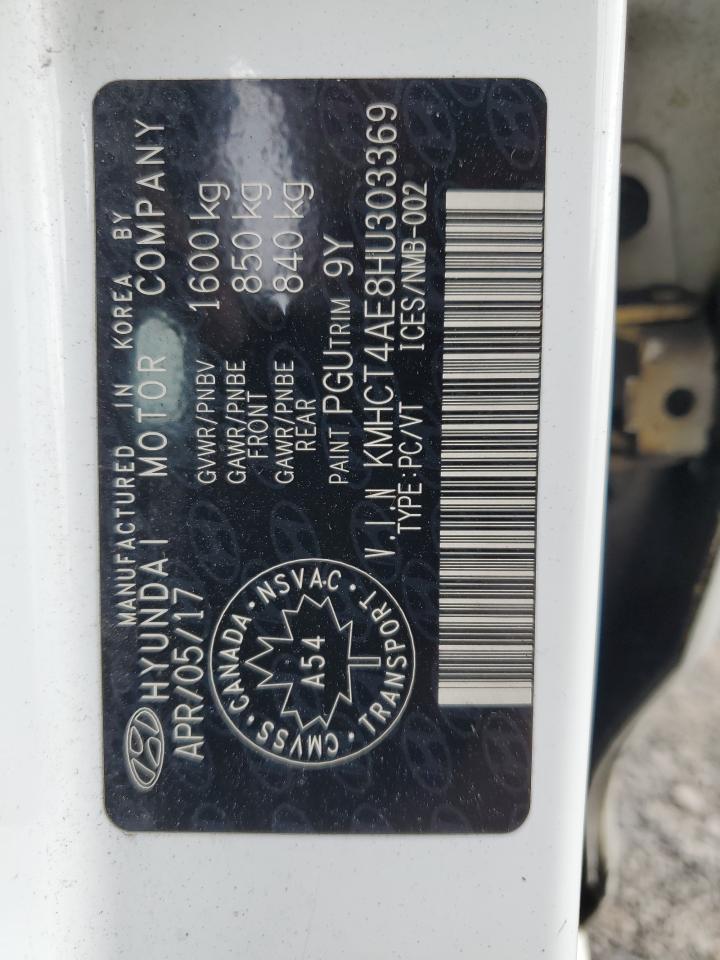 MANUFACTURED IN KOREA BY
HYUNDAI MOTOR COMPANY
APR/05/17
GVWR/PNBV 1600 kg
GAWR/PNBE FRONT 850 kg
GAWR/PNBE REAR 840 kg
PAINT PGU TRIM 9Y
V.I.N KMHCT4AE8HU303369
TYPE:PC/VT ICES/NMB-002
CMVSS · CANADA · NSVAC · TRANSPORT ·
A54